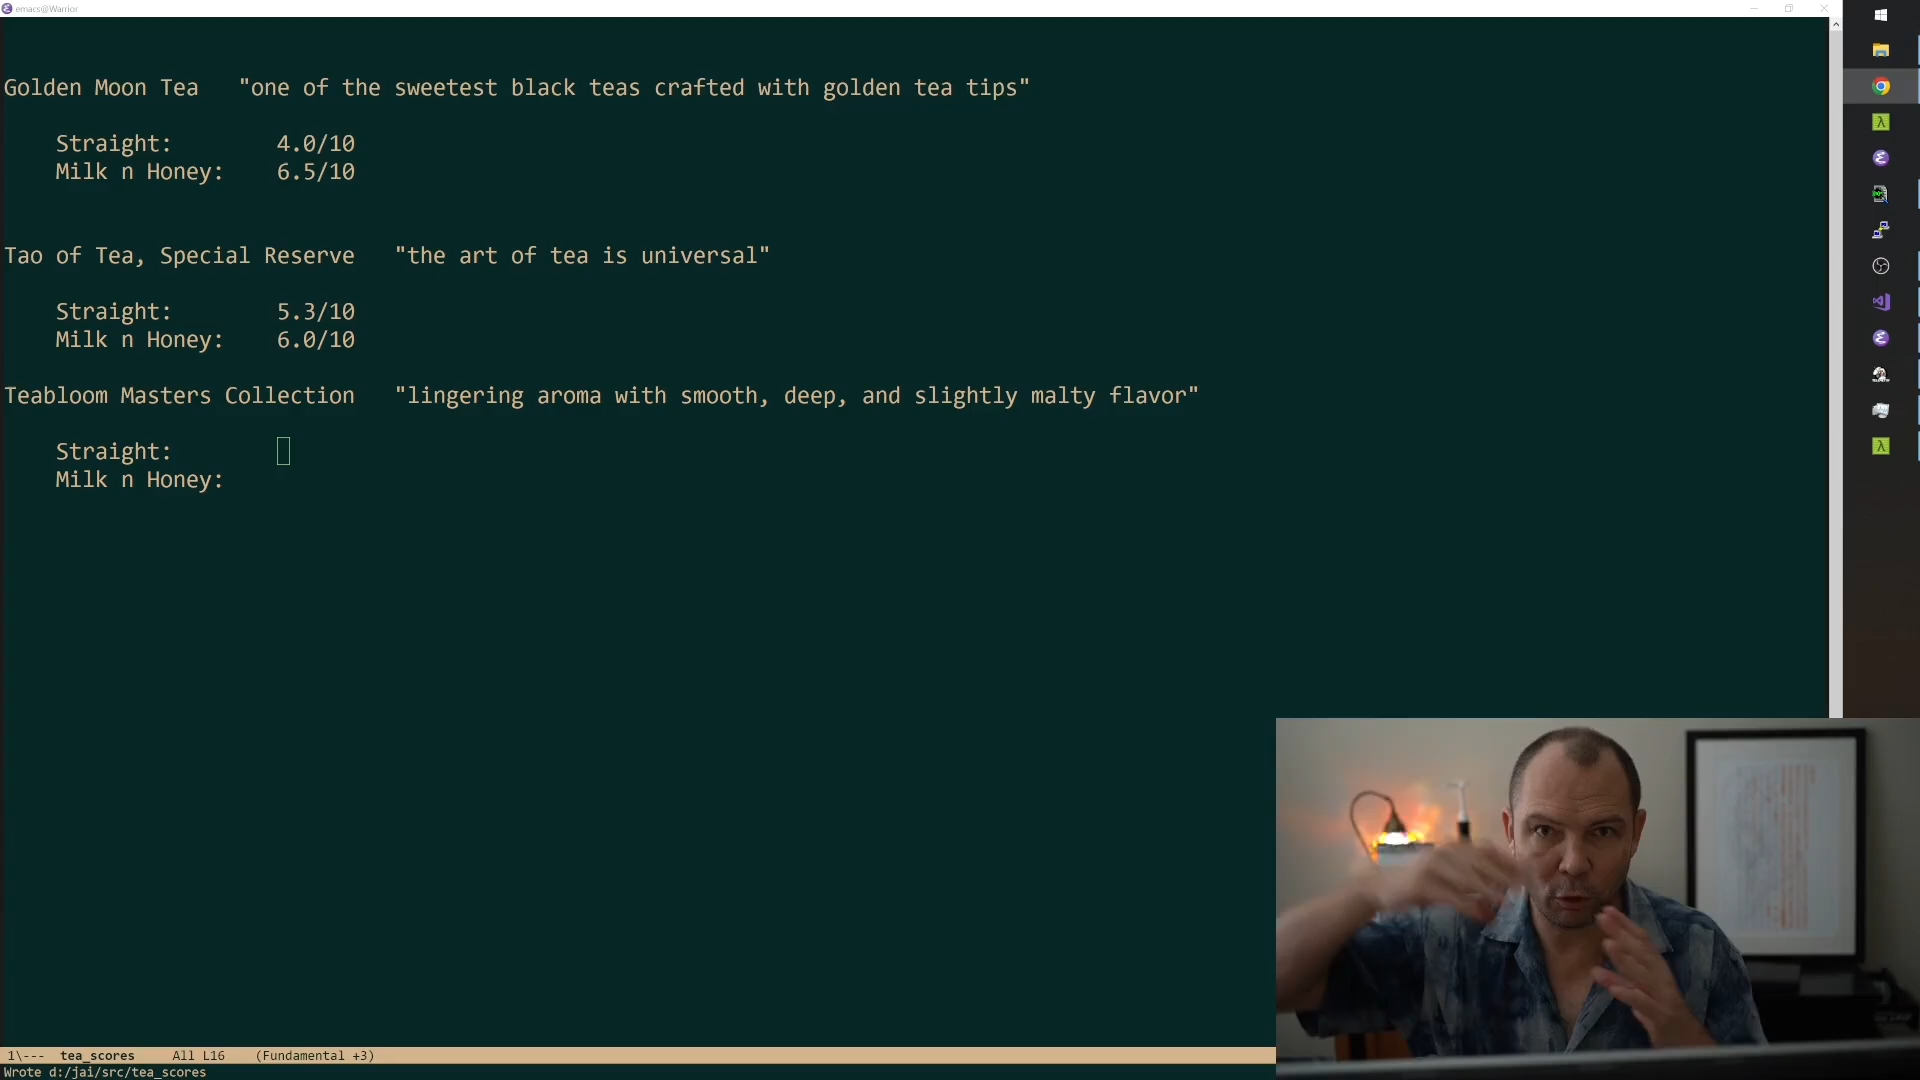 emacs@Warrior
Golden Moon Tea   "one of the sweetest black teas crafted with golden tea tips"
Straight:        4.0/10
Milk n Honey:    6.5/10
Tao of Tea, Special Reserve   "the art of tea is universal"
Straight:        5.3/10
Milk n Honey:    6.0/10
Teabloom Masters Collection   "lingering aroma with smooth, deep, and slightly malty flavor"
Straight:
Milk n Honey:
1\---  tea_scores     All L16    (Fundamental +3)
Wrote d:/jai/src/tea_scores